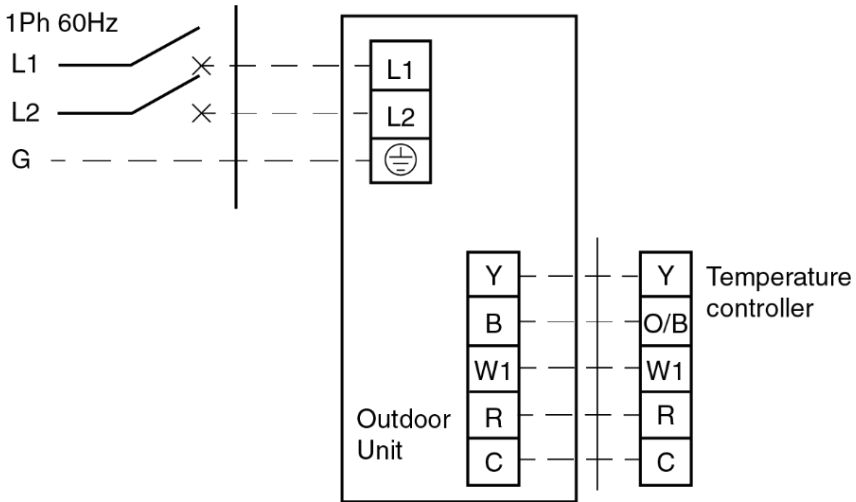 1Ph 60Hz
L1
L2
G
L1
L2
Y
B
W1
R
C
Outdoor
Unit
Y
O/B
W1
R
C
Temperature
controller